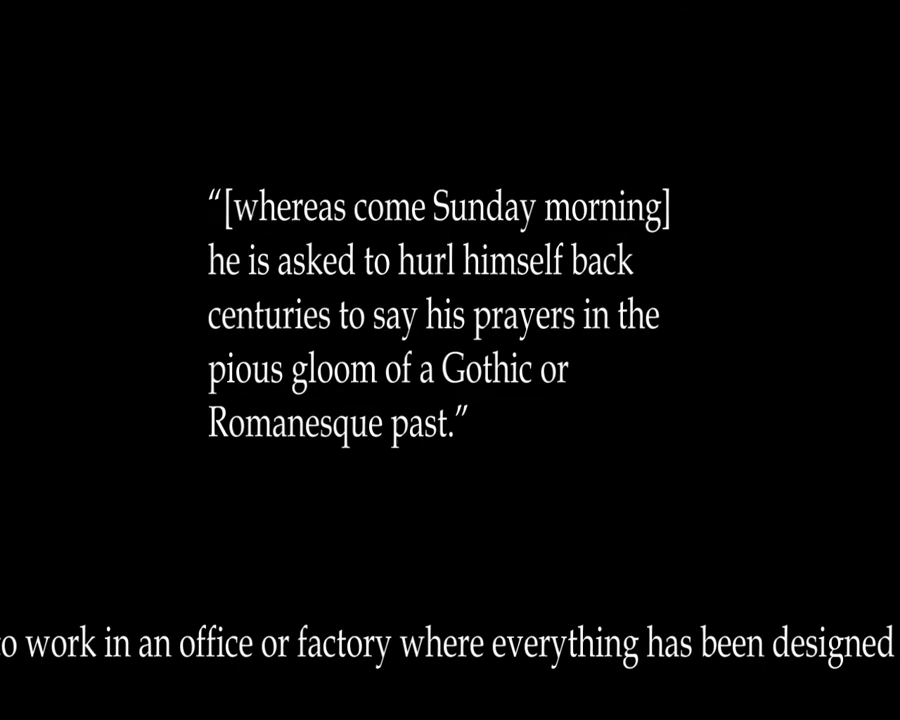 “[whereas come Sunday morning]
he is asked to hurl himself back
centuries to say his prayers in the
pious gloom of a Gothic or
Romanesque past.”
to work in an office or factory where everything has been designed